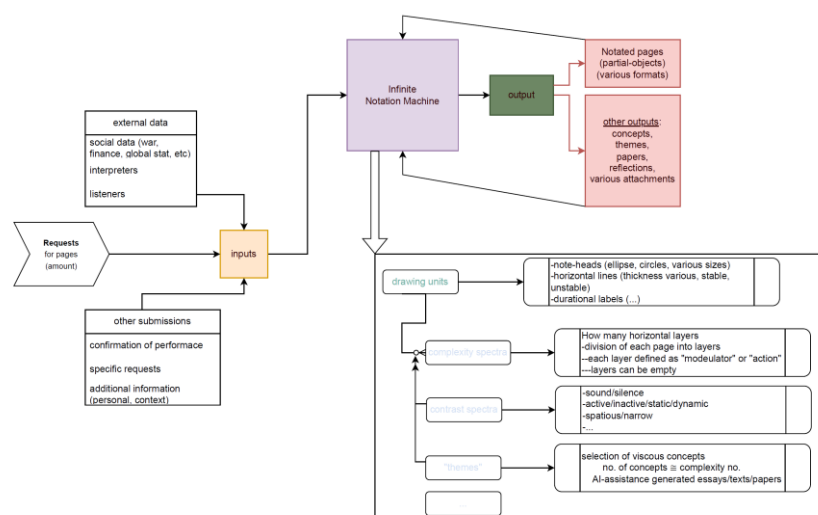 Infinite
Notation Machine
output
Notated pages
(partial-objects)
(various formats)
other outputs:
concepts,
themes,
papers,
reflections,
various attachments
external data
social data (war,
finance, global stat, etc)
interpreters
listeners
Requests
for pages
(amount)
inputs
other submissions
confirmation of performace
specific requests
additional information
(personal, context)
drawing units
-note-heads (ellipse, circles, various sizes)
-horizontal lines (thickness various, stable,
unstable)
-durational labels (...)
complexity spectra
How many horizontal layers
-division of each page into layers
--each layer defined as "modeulator" or "action"
---layers can be empty
contrast spectra
-sound/silence
-active/inactive/static/dynamic
-spatious/narrow
-...
"themes"
selection of viscous concepts
no. of concepts ≅ complexity no.
AI-assistance generated essays/texts/papers
...